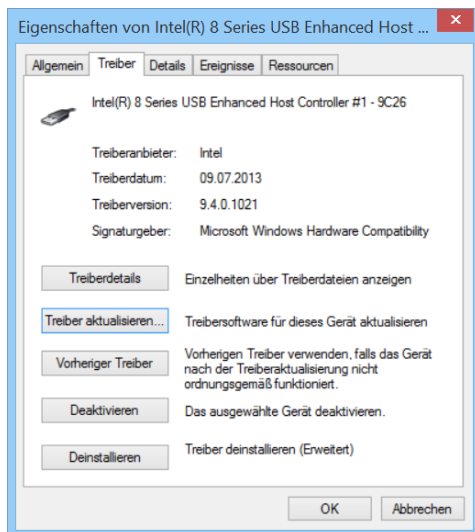 Eigenschaften von Intel(R) 8 Series USB Enhanced Host ...
Allgemein Treiber Details Ereignisse Ressourcen
Intel(R) 8 Series USB Enhanced Host Controller #1 - 9C26
Treiberanbieter: Intel
Treiberdatum: 09.07.2013
Treiberversion: 9.4.0.1021
Signaturgeber: Microsoft Windows Hardware Compatibility
Treiberdetails Einzelheiten über Treiberdateien anzeigen
Treiber aktualisieren... Treibersoftware für dieses Gerät aktualisieren
Vorheriger Treiber Vorherigen Treiber verwenden, falls das Gerät
nach der Treiberaktualisierung nicht
ordnungsgemäß funktioniert.
Deaktivieren Das ausgewählte Gerät deaktivieren.
Deinstallieren Treiber deinstallieren (Erweitert)
OK Abbrechen